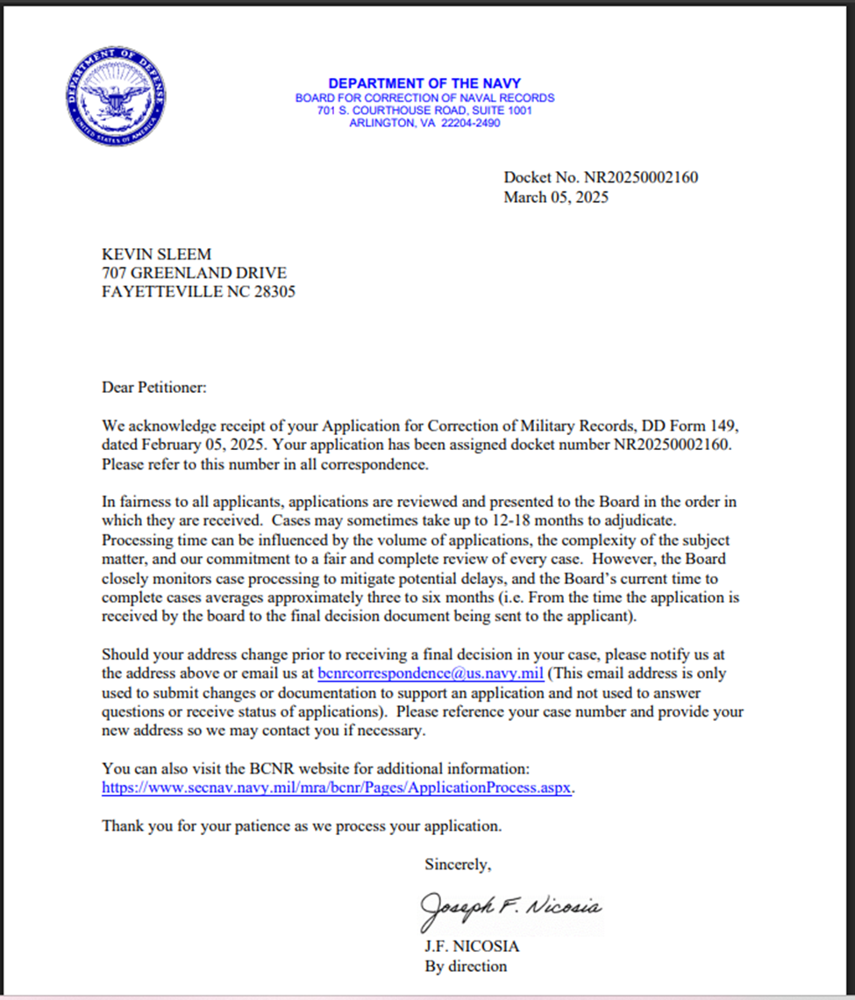 DEPARTMENT OF DEFENSE
UNITED STATES OF AMERICA
DEPARTMENT OF THE NAVY
BOARD FOR CORRECTION OF NAVAL RECORDS
701 S. COURTHOUSE ROAD, SUITE 1001
ARLINGTON, VA 22204-2490
Docket No. NR20250002160
March 05, 2025
KEVIN SLEEM
707 GREENLAND DRIVE
FAYETTEVILLE NC 28305
Dear Petitioner:
We acknowledge receipt of your Application for Correction of Military Records, DD Form 149,
dated February 05, 2025. Your application has been assigned docket number NR20250002160.
Please refer to this number in all correspondence.
In fairness to all applicants, applications are reviewed and presented to the Board in the order in
which they are received.  Cases may sometimes take up to 12-18 months to adjudicate.
Processing time can be influenced by the volume of applications, the complexity of the subject
matter, and our commitment to a fair and complete review of every case.  However, the Board
closely monitors case processing to mitigate potential delays, and the Board's current time to
complete cases averages approximately three to six months (i.e. From the time the application is
received by the board to the final decision document being sent to the applicant).
Should your address change prior to receiving a final decision in your case, please notify us at
the address above or email us at bcnrcorrespondence@us.navy.mil (This email address is only
used to submit changes or documentation to support an application and not used to answer
questions or receive status of applications).  Please reference your case number and provide your
new address so we may contact you if necessary.
You can also visit the BCNR website for additional information:
https://www.secnav.navy.mil/mra/bcnr/Pages/ApplicationProcess.aspx.
Thank you for your patience as we process your application.
Sincerely,
Joseph F. Nicosia
J.F. NICOSIA
By direction